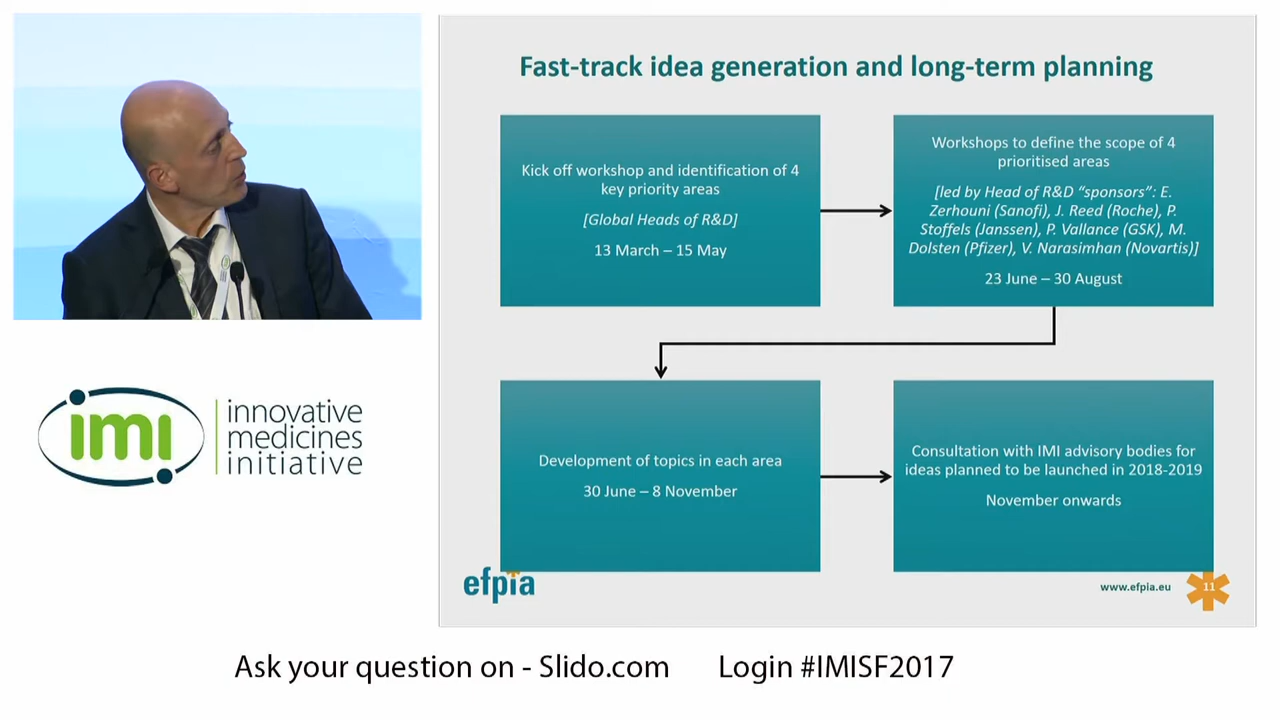 Fast-track idea generation and long-term planning
Kick off workshop and identification of 4
key priority areas
[Global Heads of R&D]
13 March – 15 May
Workshops to define the scope of 4
prioritised areas
[led by Head of R&D “sponsors”: E.
Zerhouni (Sanofi), J. Reed (Roche), P.
Stoffels (Janssen), P. Vallance (GSK), M.
Dolsten (Pfizer), V. Narasimhan (Novartis)]
23 June – 30 August
Development of topics in each area
30 June – 8 November
Consultation with IMI advisory bodies for
ideas planned to be launched in 2018-2019
November onwards
efpia
www.efpia.eu
11
imi
innovative
medicines
initiative
Ask your question on - Slido.com Login #IMISF2017